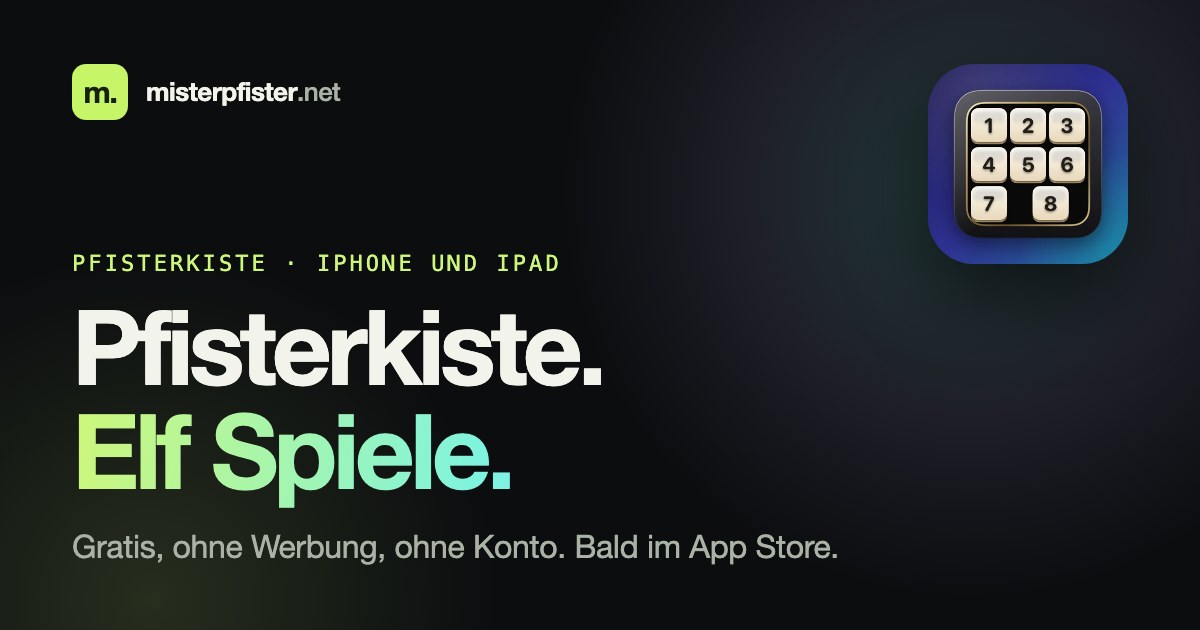 m. misterpfister.net
1 2 3
4 5 6
7 8
PFISTERKISTE · IPHONE UND IPAD
Pfisterkiste.
Elf Spiele.
Gratis, ohne Werbung, ohne Konto. Bald im App Store.